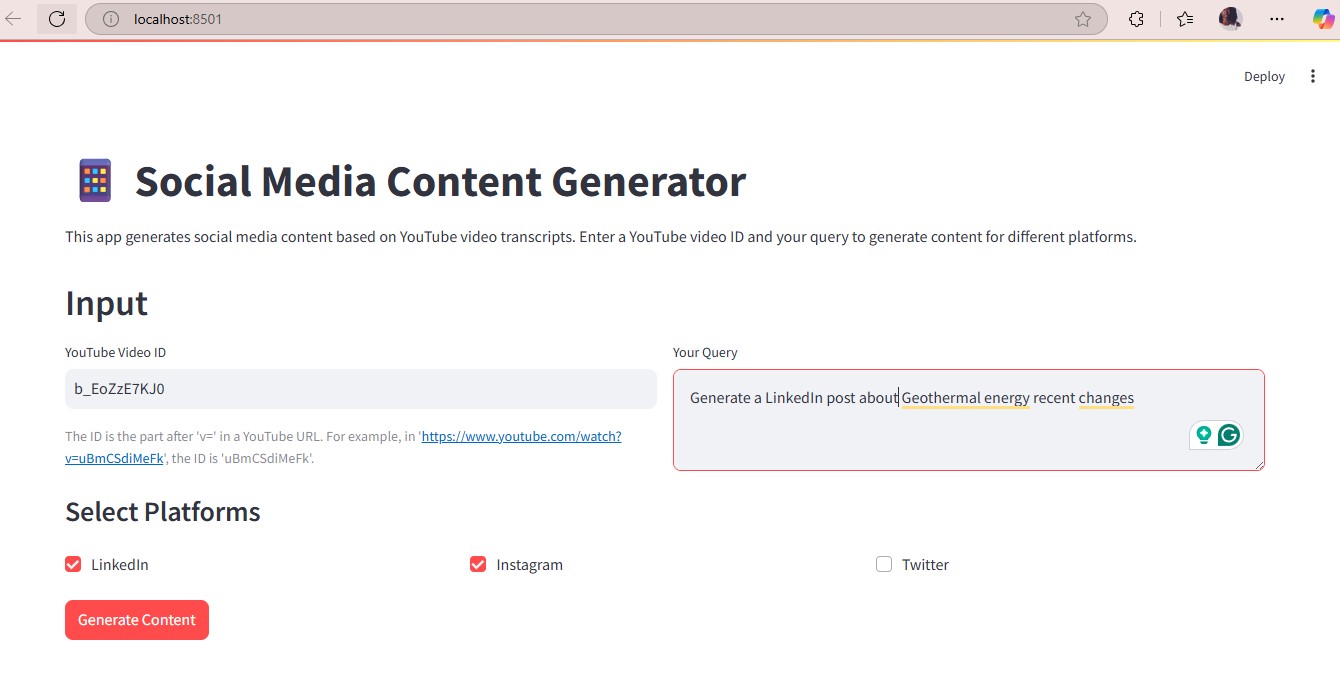 localhost:8501
Deploy
Social Media Content Generator
This app generates social media content based on YouTube video transcripts. Enter a YouTube video ID and your query to generate content for different platforms.
Input
YouTube Video ID
b_EoZzE7KJ0
The ID is the part after 'v=' in a YouTube URL. For example, in 'https://www.youtube.com/watch?
v=uBmCSdiMeFk', the ID is 'uBmCSdiMeFk'.
Your Query
Generate a LinkedIn post about Geothermal energy recent changes
Select Platforms
LinkedIn
Instagram
Twitter
Generate Content